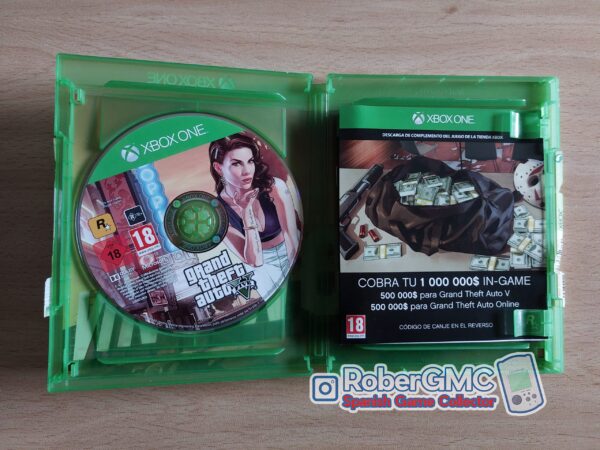 XBOX ONE
XBOX ONE
R
18
18
grand
theft
auto
V
XBOX ONE
DESCARGA DE COMPLEMENTO DEL JUEGO DE LA TIENDA XBOX
COBRA TU 1 000 000$ IN-GAME
500 000$ para Grand Theft Auto V
500 000$ para Grand Theft Auto Online
CÓDIGO DE CANJE EN EL REVERSO
18
RoberGMC
Spanish Game Collector